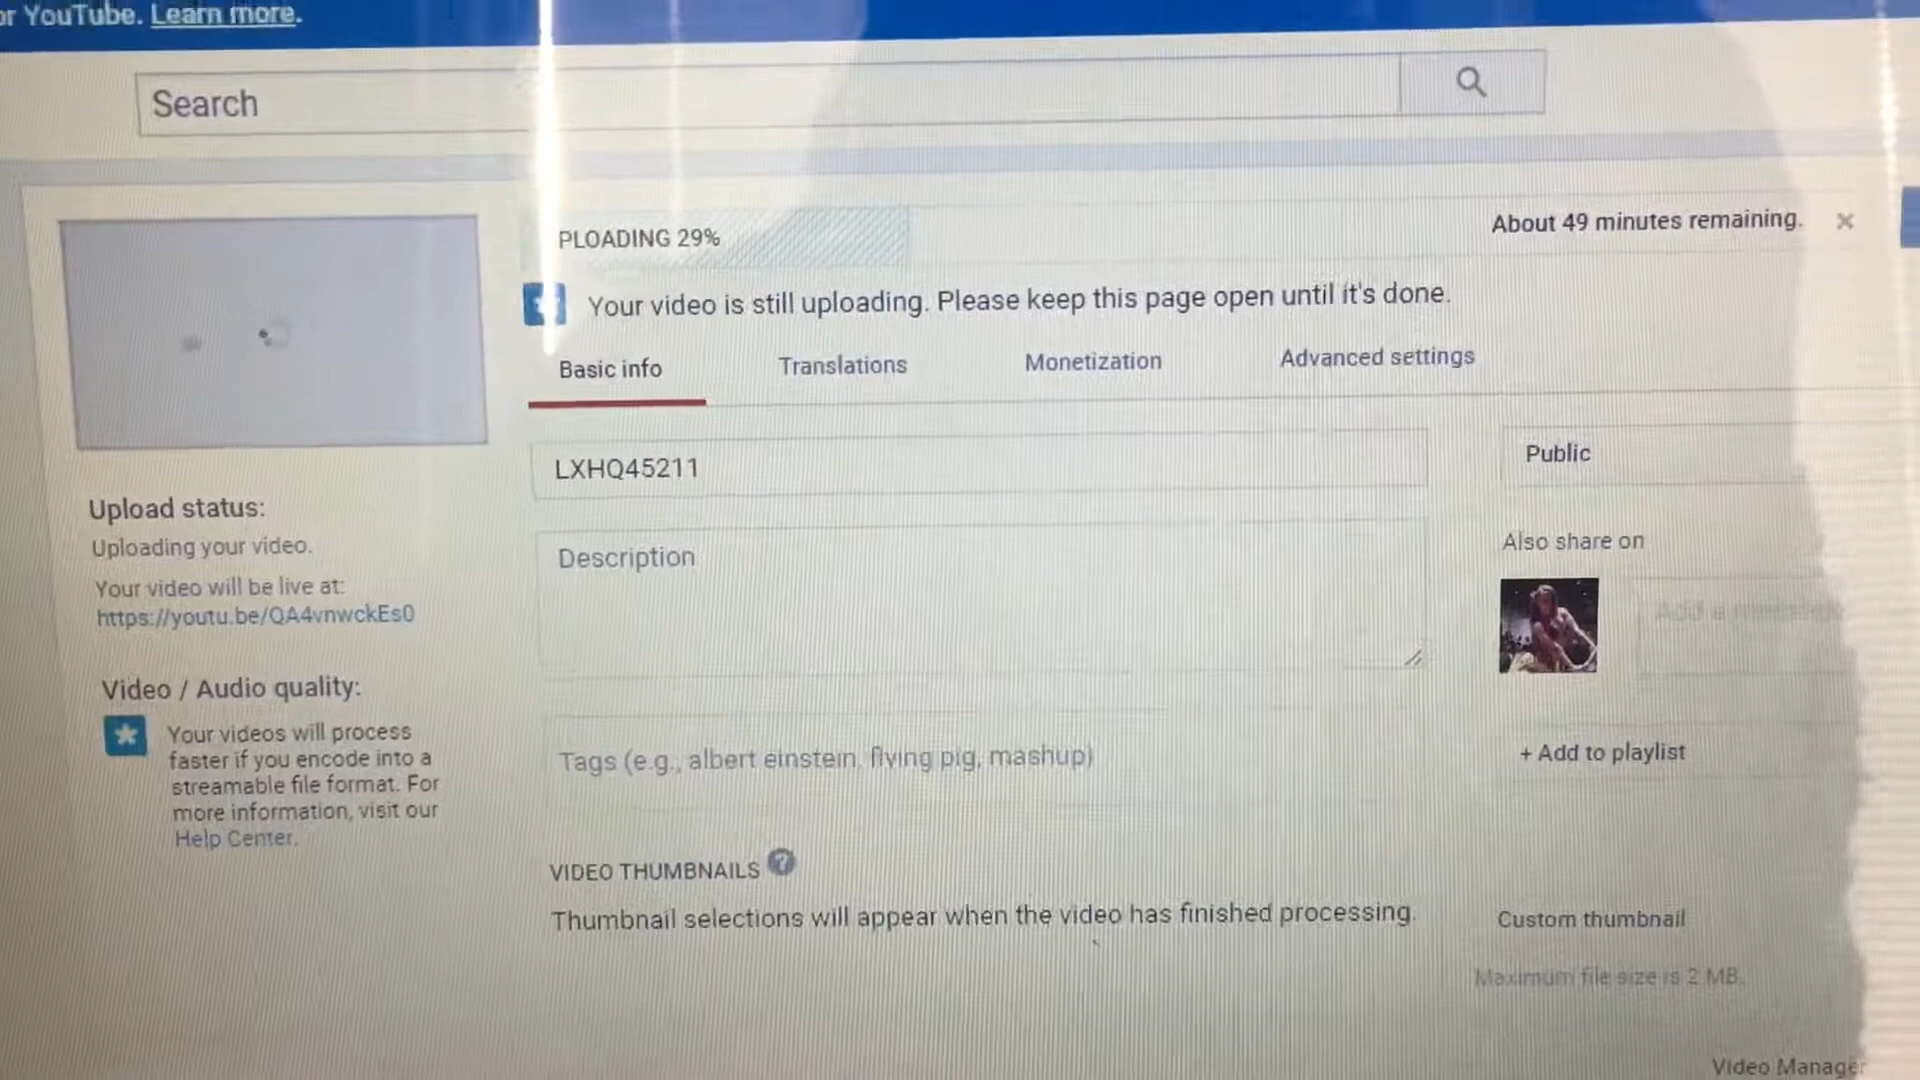 or YouTube. Learn more.
Search
PLOADING 29%
About 49 minutes remaining.
Your video is still uploading. Please keep this page open until it's done.
Basic info
Translations
Monetization
Advanced settings
LXHQ45211
Public
Upload status:
Uploading your video.
Your video will be live at:
https://youtu.be/QA4vnwckEs0
Description
Also share on
Add a
Video / Audio quality:
Your videos will process
faster if you encode into a
streamable file format. For
more information, visit our
Help Center.
Tags (e.g., albert einstein, flying pig, mashup)
+ Add to playlist
VIDEO THUMBNAILS
Thumbnail selections will appear when the video has finished processing.
Custom thumbnail
Maximum file size is 2 MB.
Video Manager